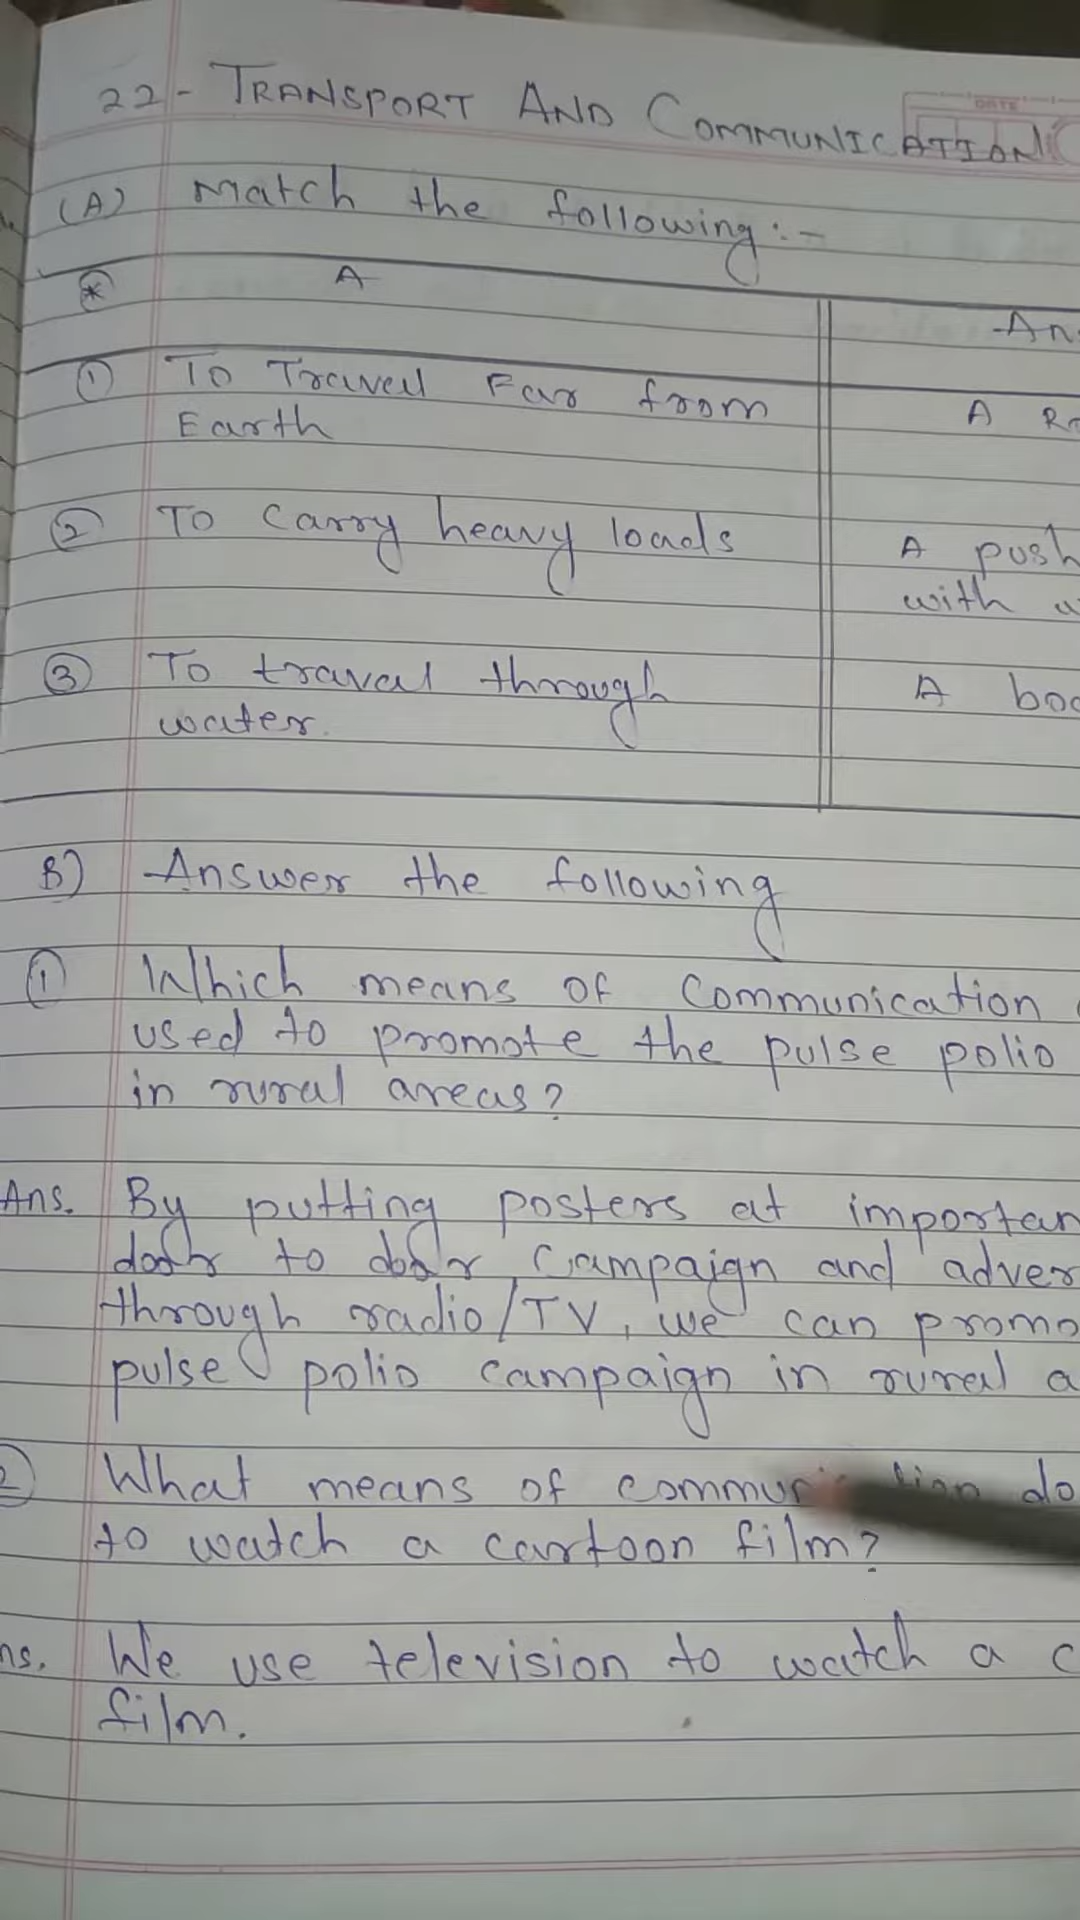 22- TRANSPORT AND COMMUNICATION
DATE
(A) Match the following:-
A
① To Travel Far from
Earth
A
② To carry heavy loads
A push
with
③ To travel through
water.
A
B) Answer the following
① Which means of Communication
used to promote the pulse polio
in rural areas?
Ans. By putting posters at
door to door Campaign and
through radio/TV, we can
pulse polio campaign in rural
What means of do
to watch a cartoon film?
We use television to watch a
film.